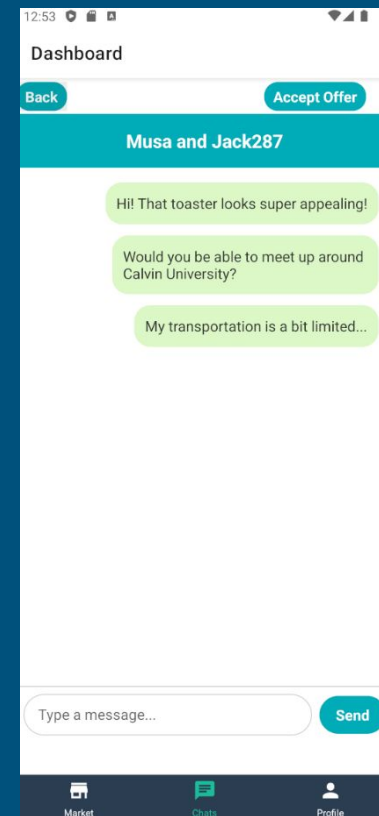 12:53
Dashboard
Back
Accept Offer
Musa and Jack287
Hi! That toaster looks super appealing!
Would you be able to meet up around
Calvin University?
My transportation is a bit limited...
Type a message...
Send
Market
Chats
Profile